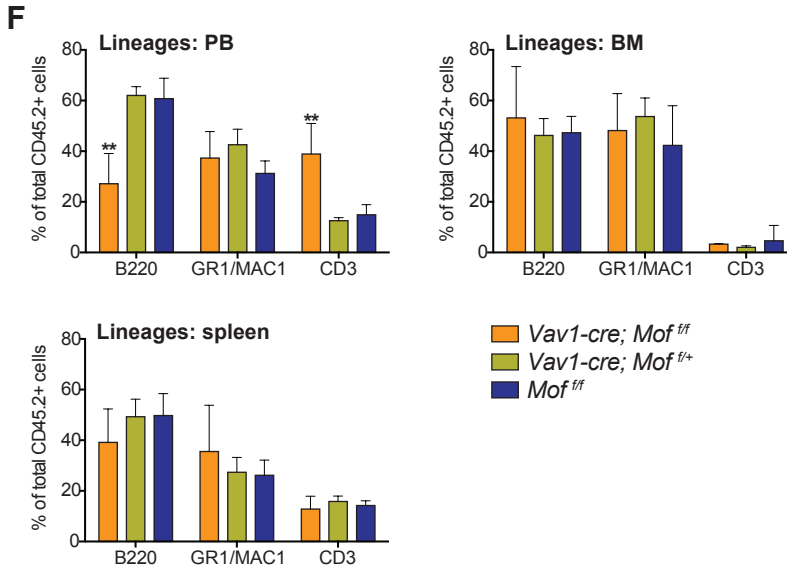 F
Lineages: PB
% of total CD45.2+ cells
80
60
40
20
0
**
**
B220 GR1/MAC1 CD3
Lineages: BM
% of total CD45.2+ cells
80
60
40
20
0
B220 GR1/MAC1 CD3
Lineages: spleen
% of total CD45.2+ cells
80
60
40
20
0
B220 GR1/MAC1 CD3
Vav1-cre; Mof f/f
Vav1-cre; Mof f/+
Mof f/f